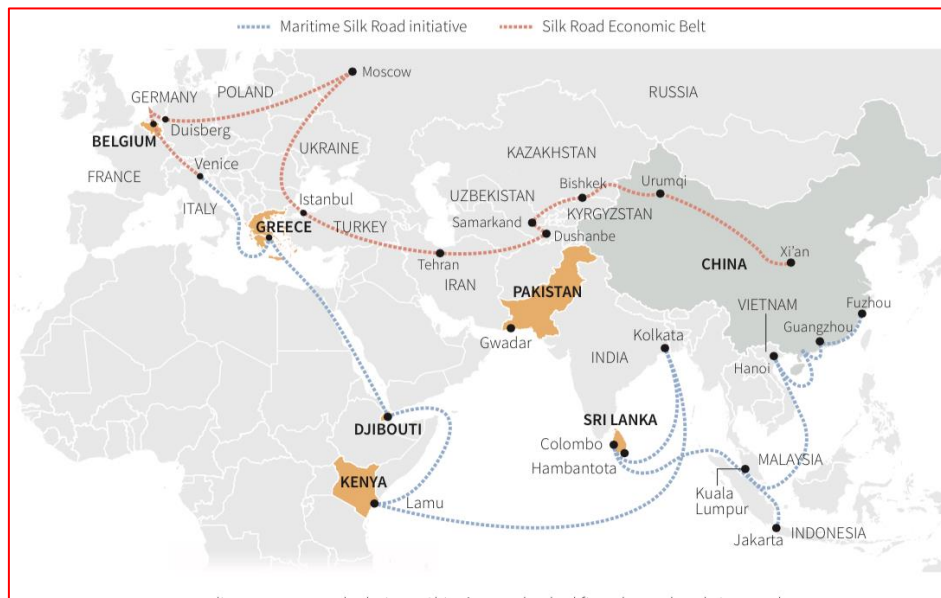 Maritime Silk Road initiative
Silk Road Economic Belt
Moscow
RUSSIA
POLAND
GERMANY
Duisberg
BELGIUM
UKRAINE
KAZAKHSTAN
Venice
FRANCE
ITALY
Istanbul
UZBEKISTAN
Bishkek
Urumqi
GREECE
TURKEY
Samarkand
KYRGYZSTAN
Dushanbe
Tehran
IRAN
CHINA
Xi'an
PAKISTAN
VIETNAM
Fuzhou
Gwadar
Kolkata
Guangzhou
INDIA
Hanoi
DJIBOUTI
SRI LANKA
Colombo
Hambantota
MALAYSIA
KENYA
Lamu
Kuala
Lumpur
Jakarta
INDONESIA